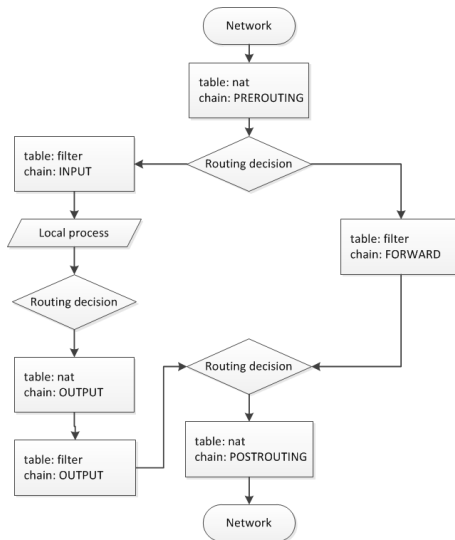 Network
table: nat
chain: PREROUTING
Routing decision
table: filter
chain: INPUT
Local process
table: filter
chain: FORWARD
Routing decision
Routing decision
table: nat
chain: OUTPUT
table: filter
chain: OUTPUT
table: nat
chain: POSTROUTING
Network